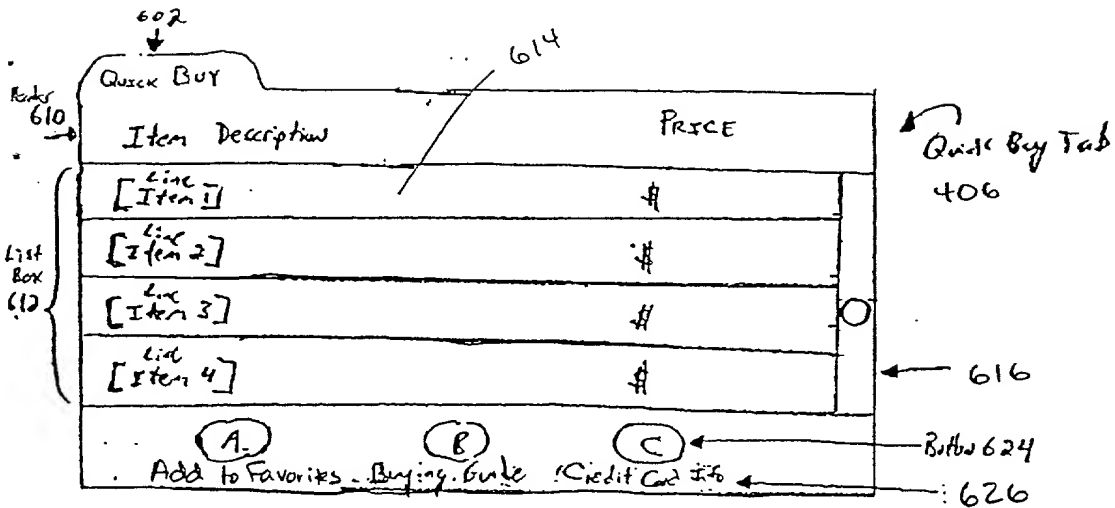 602
614
Quick Buy
Header
610
Item Description
PRICE
Quick Buy Tab
406
Line
[Item 1]
$
Line
[Item 2]
$
List
Box
612
Line
[Item 3]
$
Line
[Item 4]
$
616
A
B
C
Button 624
Add to Favorites
Buying Guide
Credit Card Info
626